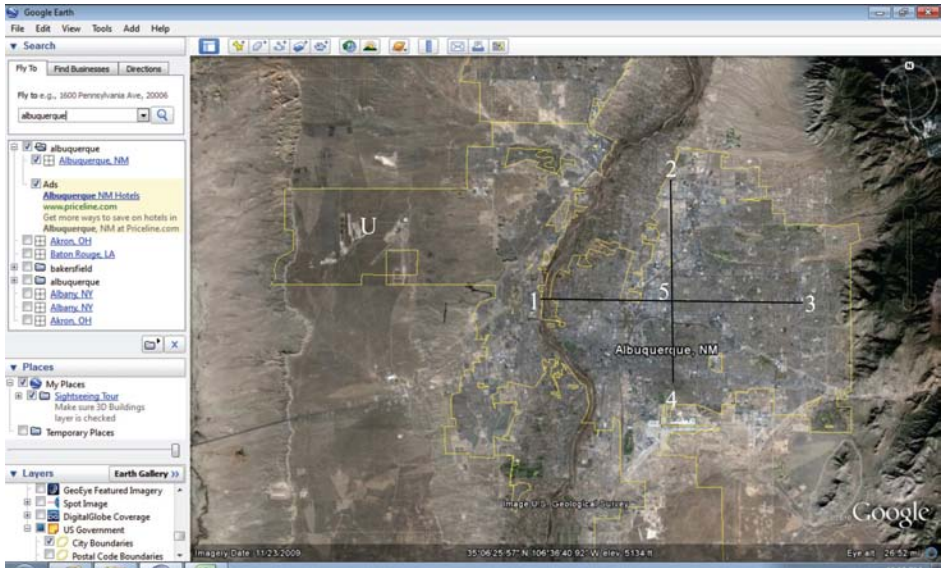 Google Earth
File Edit View Tools Add Help
Search
Fly To Find Businesses Directions
Fly to e.g., 1600 Pennsylvania Ave, 20006
albuquerque
albuquerque
Albuquerque, NM
Ads
Albuquerque NM Hotels
www.priceline.com
Get more ways to save on hotels in
Albuquerque, NM at Priceline.com
Akron, OH
Baton Rouge, LA
bakersfield
albuquerque
Albany, NY
Albany, NY
Akron, OH
Places
My Places
Sightseeing Tour
Make sure 3D Buildings
layer is checked
Temporary Places
Layers Earth Gallery >>
GeoEye Featured Imagery
Spot Image
DigitalGlobe Coverage
US Government
City Boundaries
Postal Code Boundaries
N
2
U
1 5 3
Albuquerque, NM
4
Image U.S. Geological Survey
Google
Imagery Date: 11/23/2009 35°06'25.57" N 106°36'40.92" W elev 5134 ft Eye alt 26.52 mi